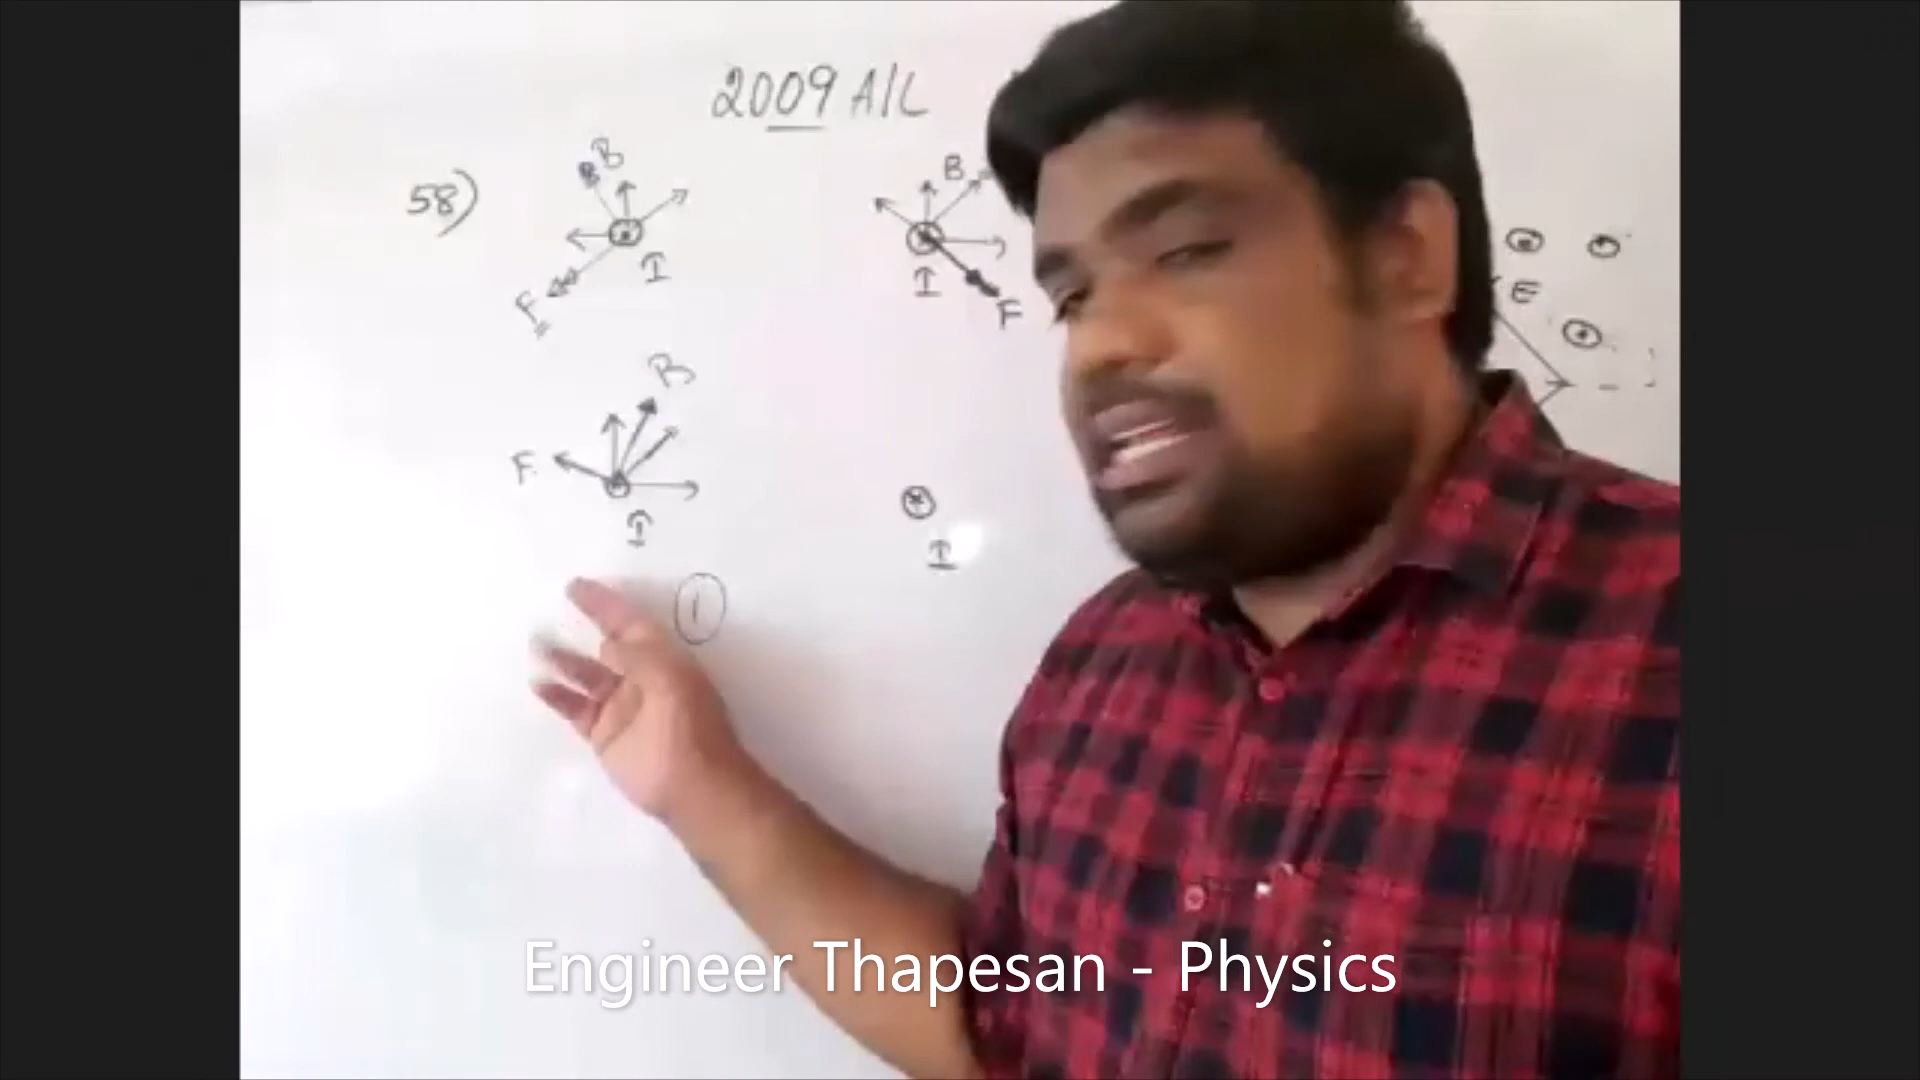 2009 A/L
58)
B B
I
F
B
I
F
E
B
F
I
I
1
Engineer Thapesan - Physics